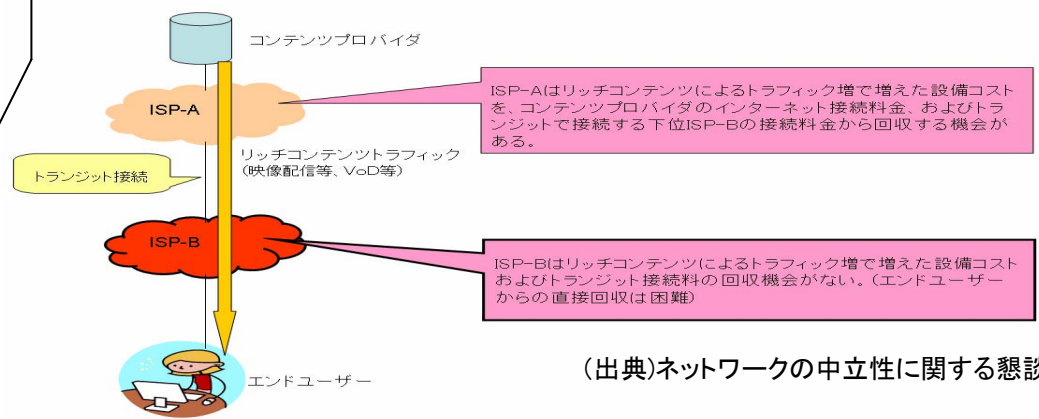 コンテンツプロバイダ
ISP-A
ISP-Aはリッチコンテンツによるトラフィック増で増えた設備コスト
を、コンテンツプロバイダのインターネット接続料金、およびトラ
ンジットで接続する下位ISP-Bの接続料金から回収する機会が
ある。
リッチコンテンツトラフィック
(映像配信等、VoD等)
トランジット接続
ISP-B
ISP-Bはリッチコンテンツによるトラフィック増で増えた設備コスト
およびトランジット接続料の回収機会がない。(エンドユーザー
からの直接回収は困難)
エンドユーザー
(出典)ネットワークの中立性に関する懇談